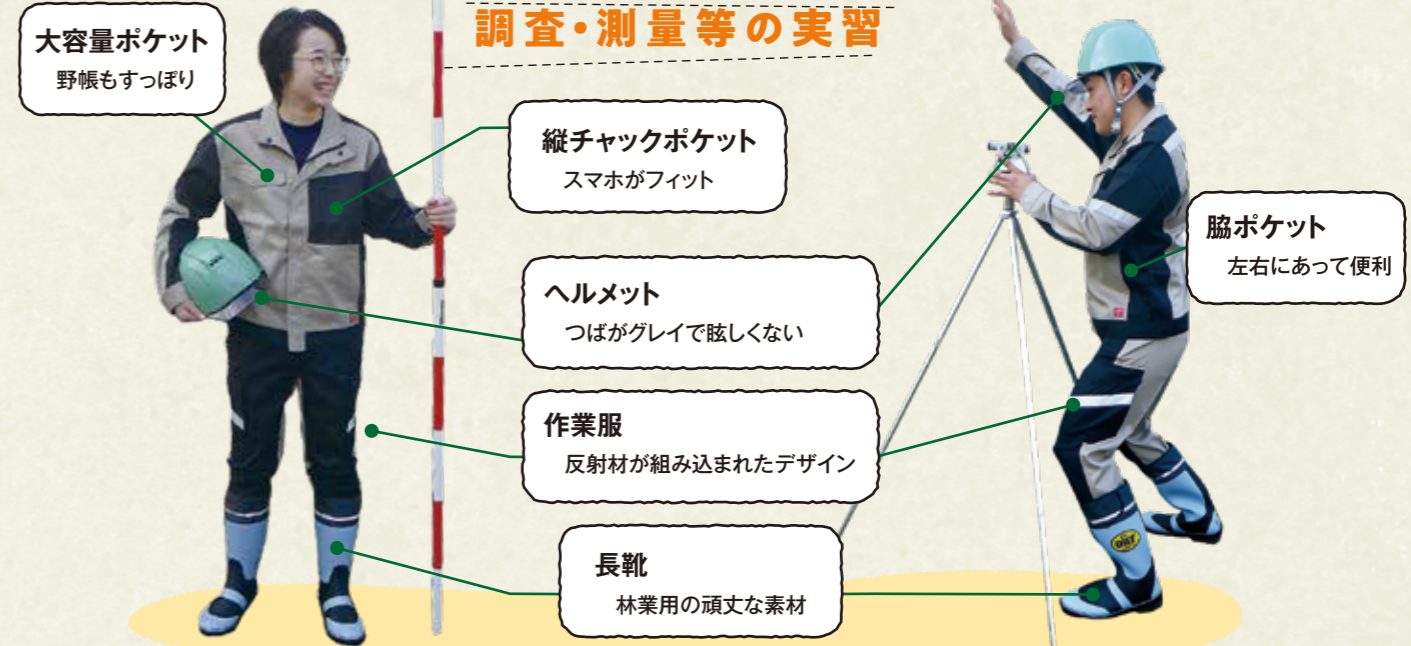 調査・測量等の実習
大容量ポケット
野帳もすっぽり
縦チャックポケット
スマホがフィット
脇ポケット
左右にあって便利
ヘルメット
つばがグレイで眩しくない
作業服
反射材が組み込まれたデザイン
長靴
林業用の頑丈な素材